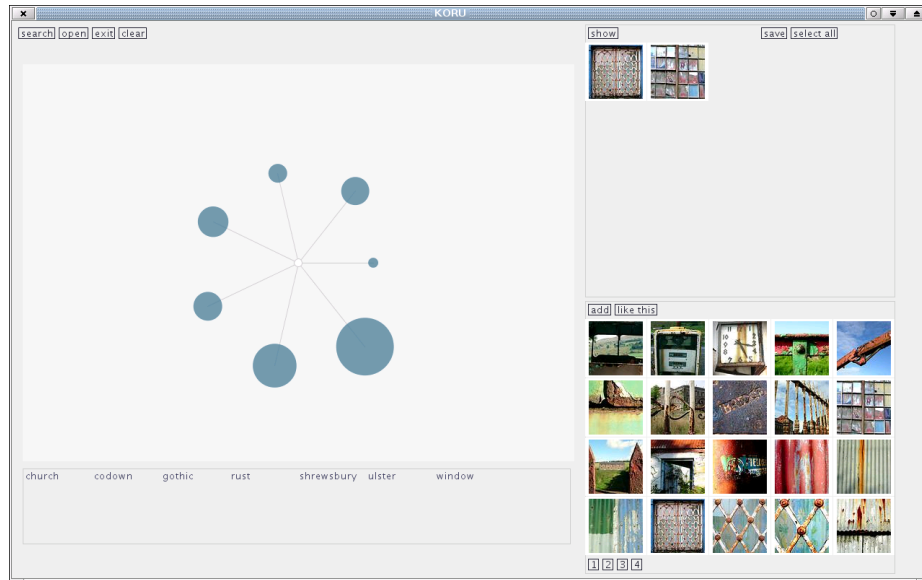 KORU
search open exit clear
show save select all
add like this
church codown gothic rust shrewsbury ulster window
1 2 3 4